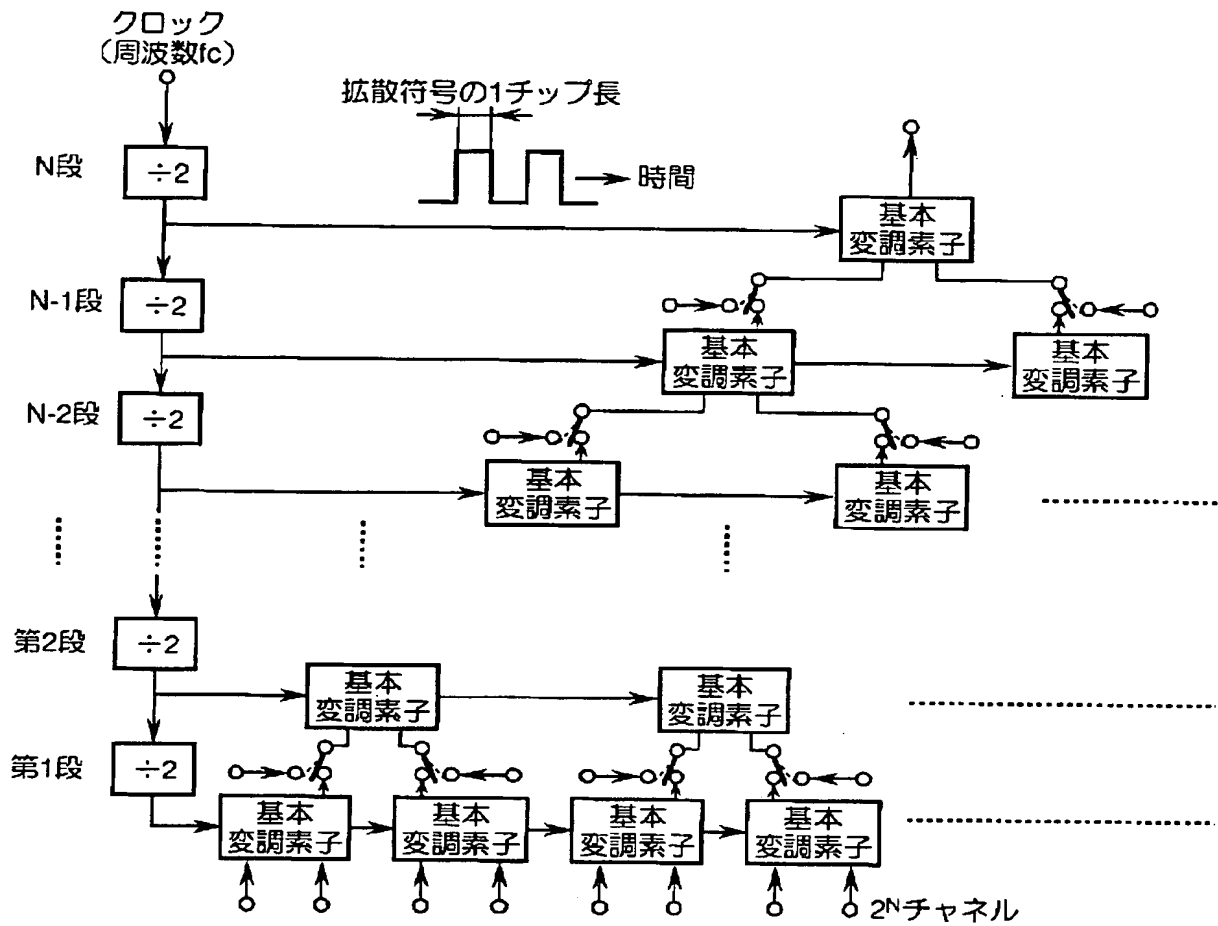 クロック
(周波数fc)
拡散符号の1チップ長
N段
÷2
時間
基本
変調素子
N-1段
÷2
基本
変調素子
基本
変調素子
N-2段
÷2
基本
変調素子
基本
変調素子
第2段
÷2
基本
変調素子
基本
変調素子
第1段
÷2
基本
変調素子
基本
変調素子
基本
変調素子
基本
変調素子
2Nチャネル